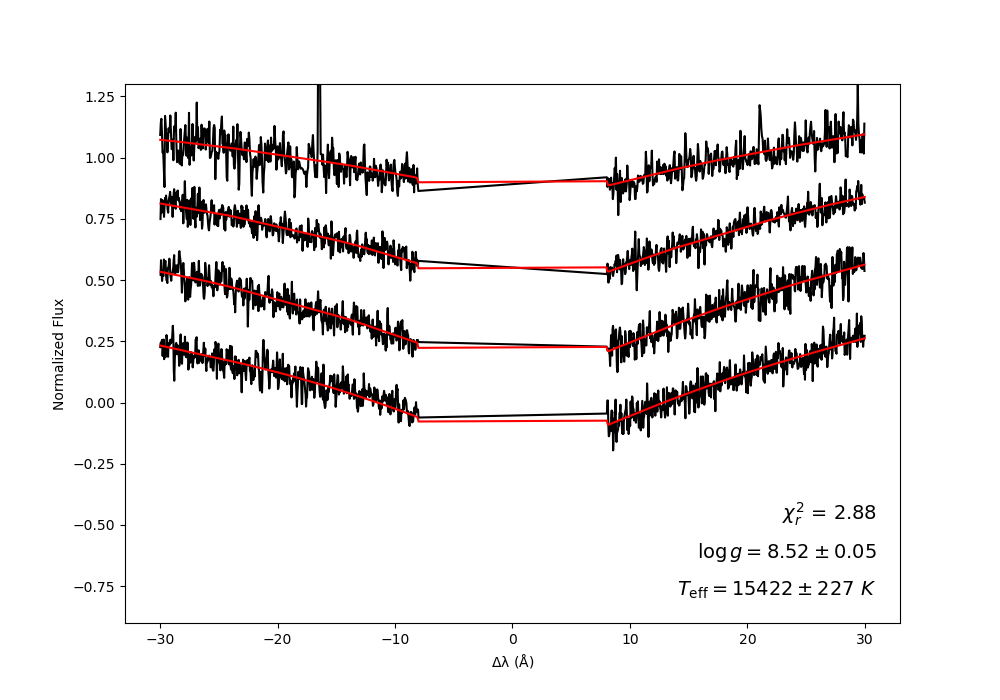 Normalized Flux
1.25
1.00
0.75
0.50
0.25
0.00
−0.25
−0.50
−0.75
χ²ᵣ = 2.88
log g = 8.52 ± 0.05
T_eff = 15422 ± 227 K
−30 −20 −10 0 10 20 30
Δλ (Å)